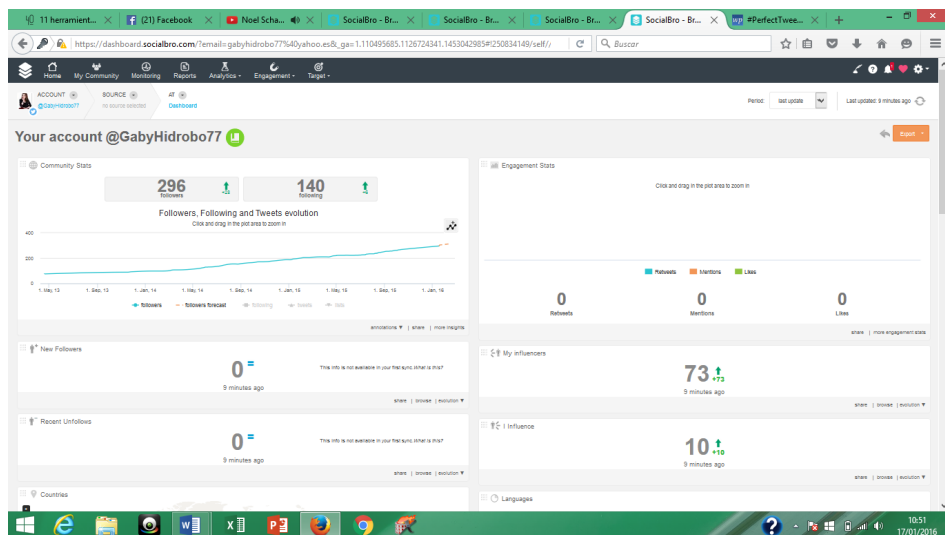 11 herramient... (21) Facebook Noel Scha... SocialBro - Br... SocialBro - Br... SocialBro - Br... SocialBro - Br... #PerfectTwee...
https://dashboard.socialbro.com/?email=gabyhidrobo77%40yahoo.es&_ga=1.110495685.1126724341.1453042985#!250834149/self// Buscar
Home My Community Monitoring Reports Analytics Engagement Target
ACCOUNT SOURCE AT
@GabyHidrobo77 no source selected Dashboard Period: last update Last updated: 9 minutes ago
Your account @GabyHidrobo77
Export
Community Stats
296 140
followers following
Followers, Following and Tweets evolution
Click and drag in the plot area to zoom in
400
200
0
1. May, 13 1. Sep, 13 1. Jan, 14 1. May, 14 1. Sep, 14 1. Jan, 15 1. May, 15 1. Sep, 15 1. Jan, 16
followers followers forecast following tweets lists
annotations ▼ | share | more insights
Engagement Stats
Click and drag in the plot area to zoom in
Retweets Mentions Likes
0 0 0
Retweets Mentions Likes
share | more engagement stats
New Followers
0 =
This info is not available in your first sync. What is this?
9 minutes ago
share | browse | evolution ▼
My influencers
73 +73
9 minutes ago
share | browse | evolution ▼
Recent Unfollows
0 =
This info is not available in your first sync. What is this?
9 minutes ago
share | browse | evolution ▼
I Influence
10 +10
9 minutes ago
share | browse | evolution ▼
Countries
Languages
10:51
17/01/2016